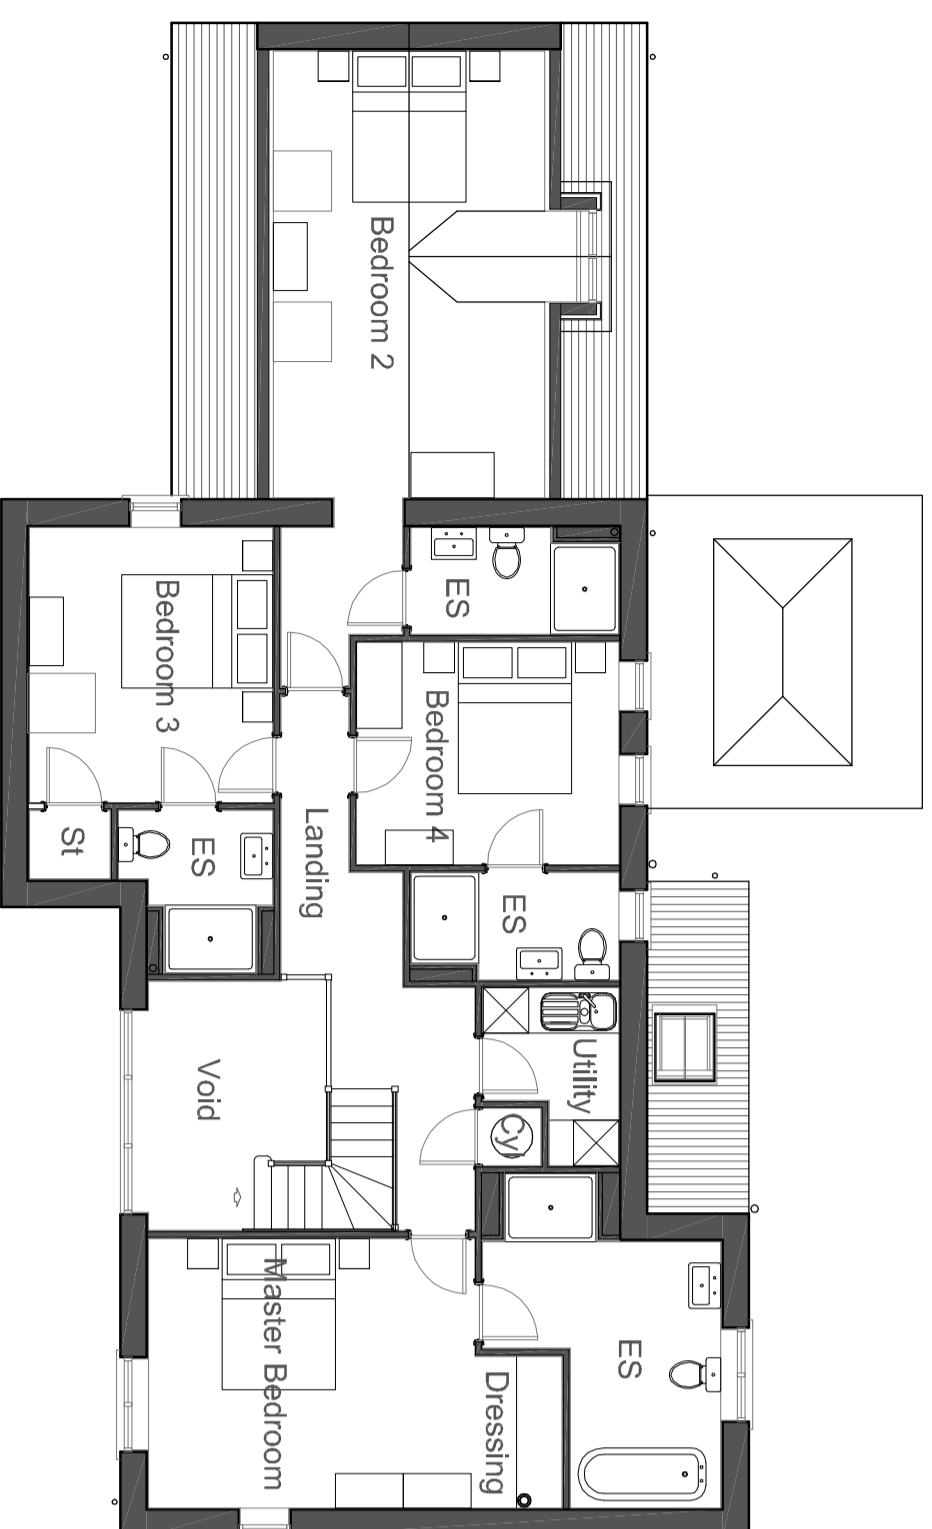 Bedroom 2
ES
Bedroom 3
Bedroom 4
St
ES
Landing
ES
Utility
Void
Cyl
Master Bedroom
Dressing
ES